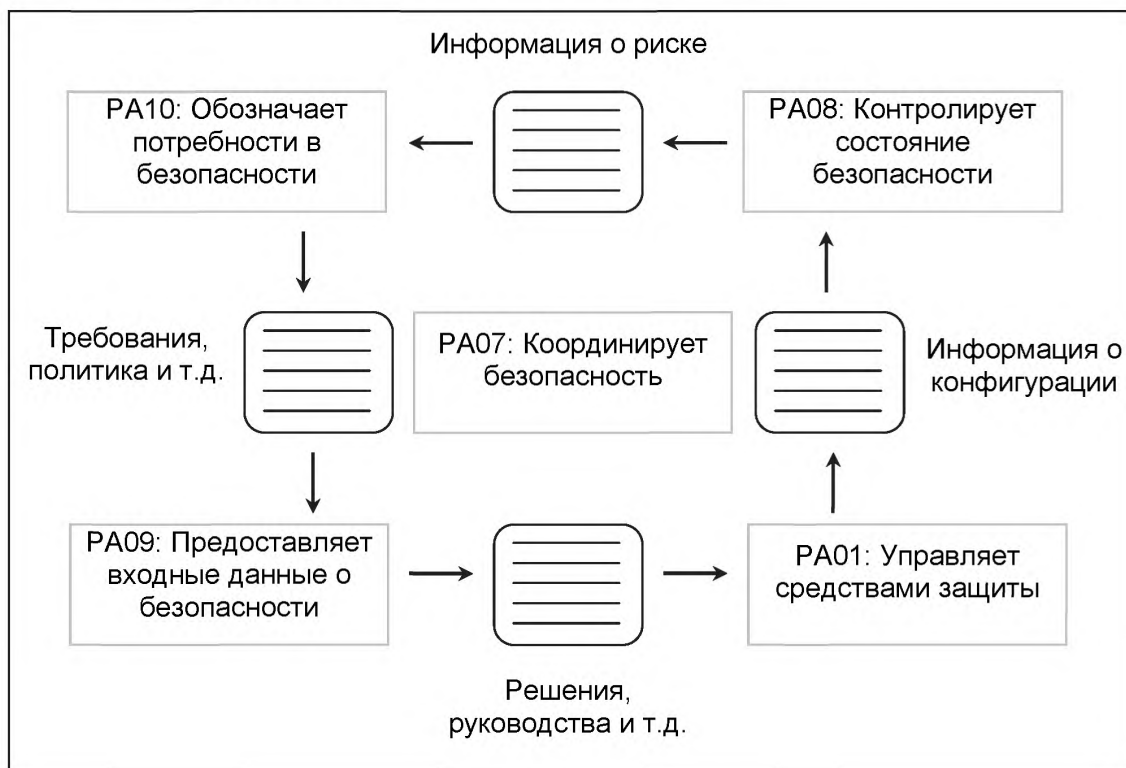 Информация о риске
PA10: Обозначает
потребности в
безопасности
PA08: Контролирует
состояние
безопасности
Требования,
политика и т.д.
PA07: Координирует
безопасность
Информация о
конфигурации
PA09: Предоставляет
входные данные о
безопасности
PA01: Управляет
средствами защиты
Решения,
руководства и т.д.